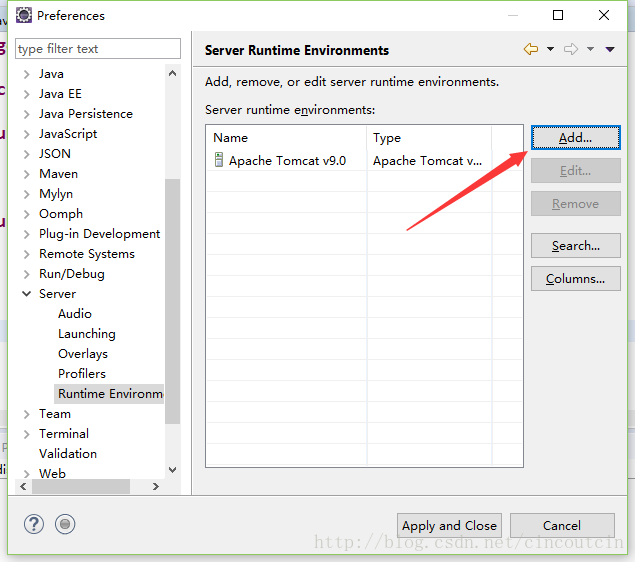 Preferences
type filter text
Java
Java EE
Java Persistence
JavaScript
JSON
Maven
Mylyn
Oomph
Plug-in Development
Remote Systems
Run/Debug
Server
Audio
Launching
Overlays
Profilers
Runtime Environm
Team
Terminal
Validation
Web
Server Runtime Environments
Add, remove, or edit server runtime environments.
Server runtime environments:
Name Type
Apache Tomcat v9.0 Apache Tomcat v...
Add...
Edit...
Remove
Search...
Columns...
Apply and Close
Cancel
http://blog.csdn.net/cincoutcin